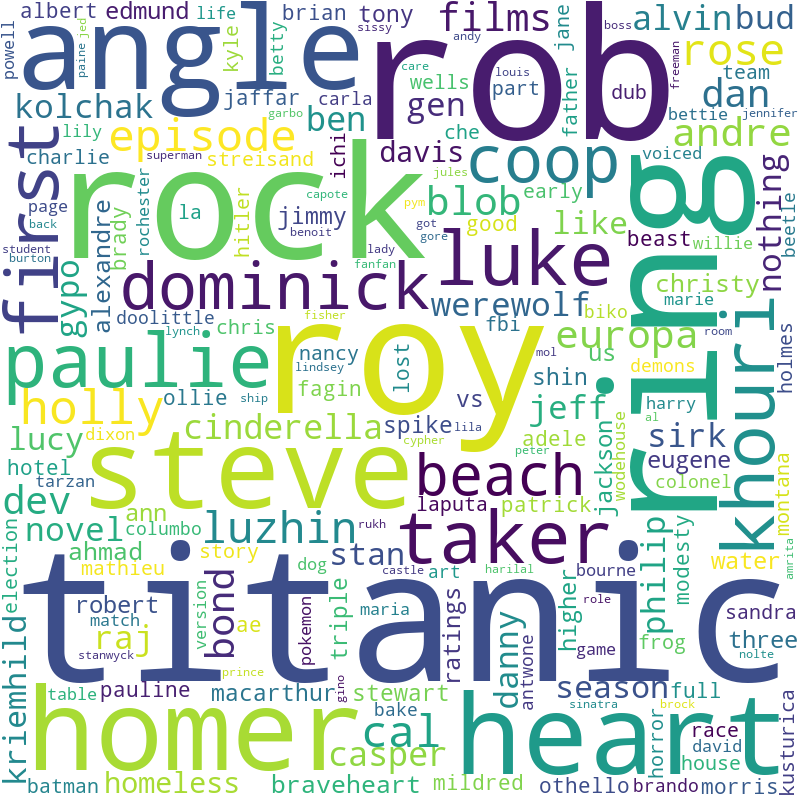 albert edmund life brian tony films jane alvin bud
powell jed paine angle kyle betty sissy andy rob boss freeman rose
kolchak jaffar carla care louis wells part father dub dan team
garbo ben gen che bettie jennifer
first lily episode superman streisand ichi davis coop voiced andre
charlie rock jules ring nothing beetle
page rochester la hitler capote pym blob early like beast willie
back brady jimmy benoit got good
student burton gypo alexandre lady gore fanfan luke christy
dominick werewolf biko marie
doolittle fisher fbi europa room
paulie lynch chris roy nancy lost mol us khouri holmes
lindsey shin demons
holly ollie ship fagin vs jeff harry
cinderella spike lila al
lucy dixon steve cypher adele peter jackson wodehouse sirk
hotel beach eugene
tarzan laputa patrick colonel montana
dev ann luzhin rukh taker philip
novel columbo
election ahmad story stan castle art bourne modesty water amrita
mathieu dog harilal
titanic
robert version bond pokemon triple maria ratings higher role sandra
match ae antwone game frog three
raj stanwyck danny nolte
kriemhild prince gino season full
table pauline macarthur stewart sinatra brock
homer bake cal heart horror race kusturica
casper david house
batman homeless braveheart mildred othello brando morris